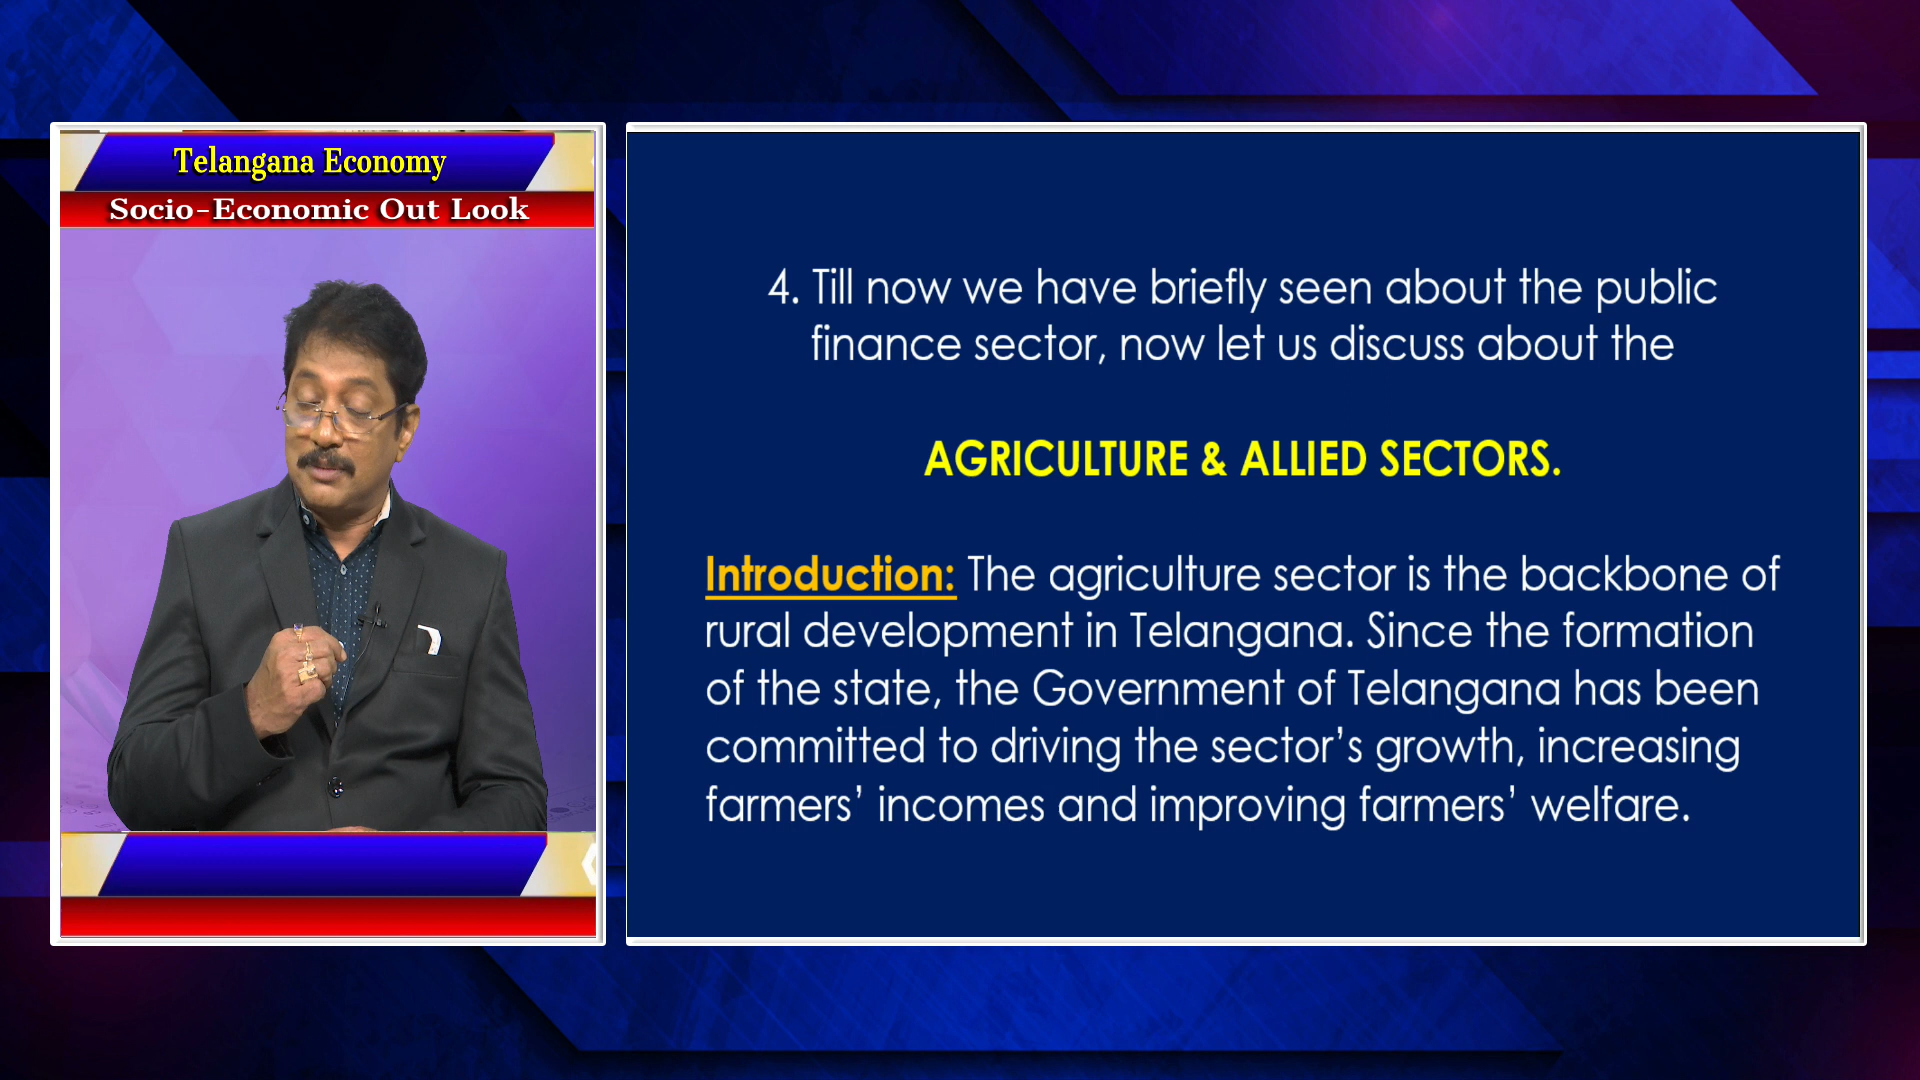 Telangana Economy
Socio-Economic Out Look
4. Till now we have briefly seen about the public
finance sector, now let us discuss about the
AGRICULTURE & ALLIED SECTORS.
Introduction: The agriculture sector is the backbone of
rural development in Telangana. Since the formation
of the state, the Government of Telangana has been
committed to driving the sector’s growth, increasing
farmers’ incomes and improving farmers’ welfare.